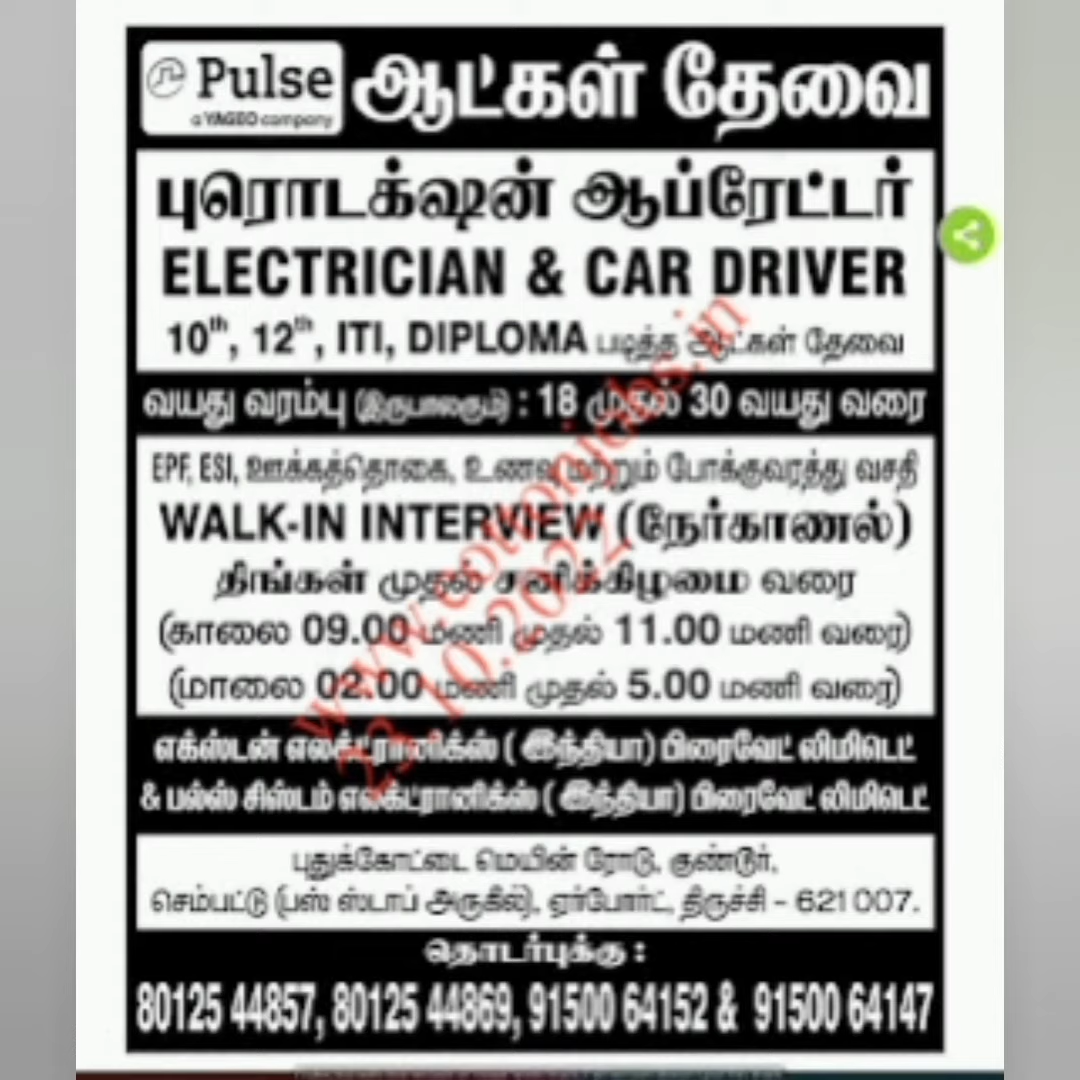 Pulse
a YAGEO company
ஆட்கள் தேவை
புரொடக்ஷன் ஆப்ரேட்டர்
ELECTRICIAN & CAR DRIVER
10th, 12th, ITI, DIPLOMA படித்த ஆட்கள் தேவை
வயது வரம்பு (இருபாலரும்) : 18 முதல் 30 வயது வரை
EPF, ESI, ஊக்கத்தொகை, உணவு மற்றும் போக்குவரத்து வசதி
WALK-IN INTERVIEW (நேர்காணல்)
திங்கள் முதல் சனிக்கிழமை வரை
(காலை 09.00 மணி முதல் 11.00 மணி வரை)
(மாலை 02.00 மணி முதல் 5.00 மணி வரை)
எக்ஸ்டன் எலக்ட்ரானிக்ஸ் (இந்தியா) பிரைவேட் லிமிடெட்
& பல்ஸ் சிஸ்டம் எலக்ட்ரானிக்ஸ் (இந்தியா) பிரைவேட் லிமிடெட்
புதுக்கோட்டை மெயின் ரோடு, குண்டூர்,
செம்பட்டு (பஸ் ஸ்டாப் அருகில்), ஏர்போர்ட், திருச்சி - 621 007.
தொடர்புக்கு :
80125 44857, 80125 44869, 91500 64152 & 91500 64147
23.10.2022